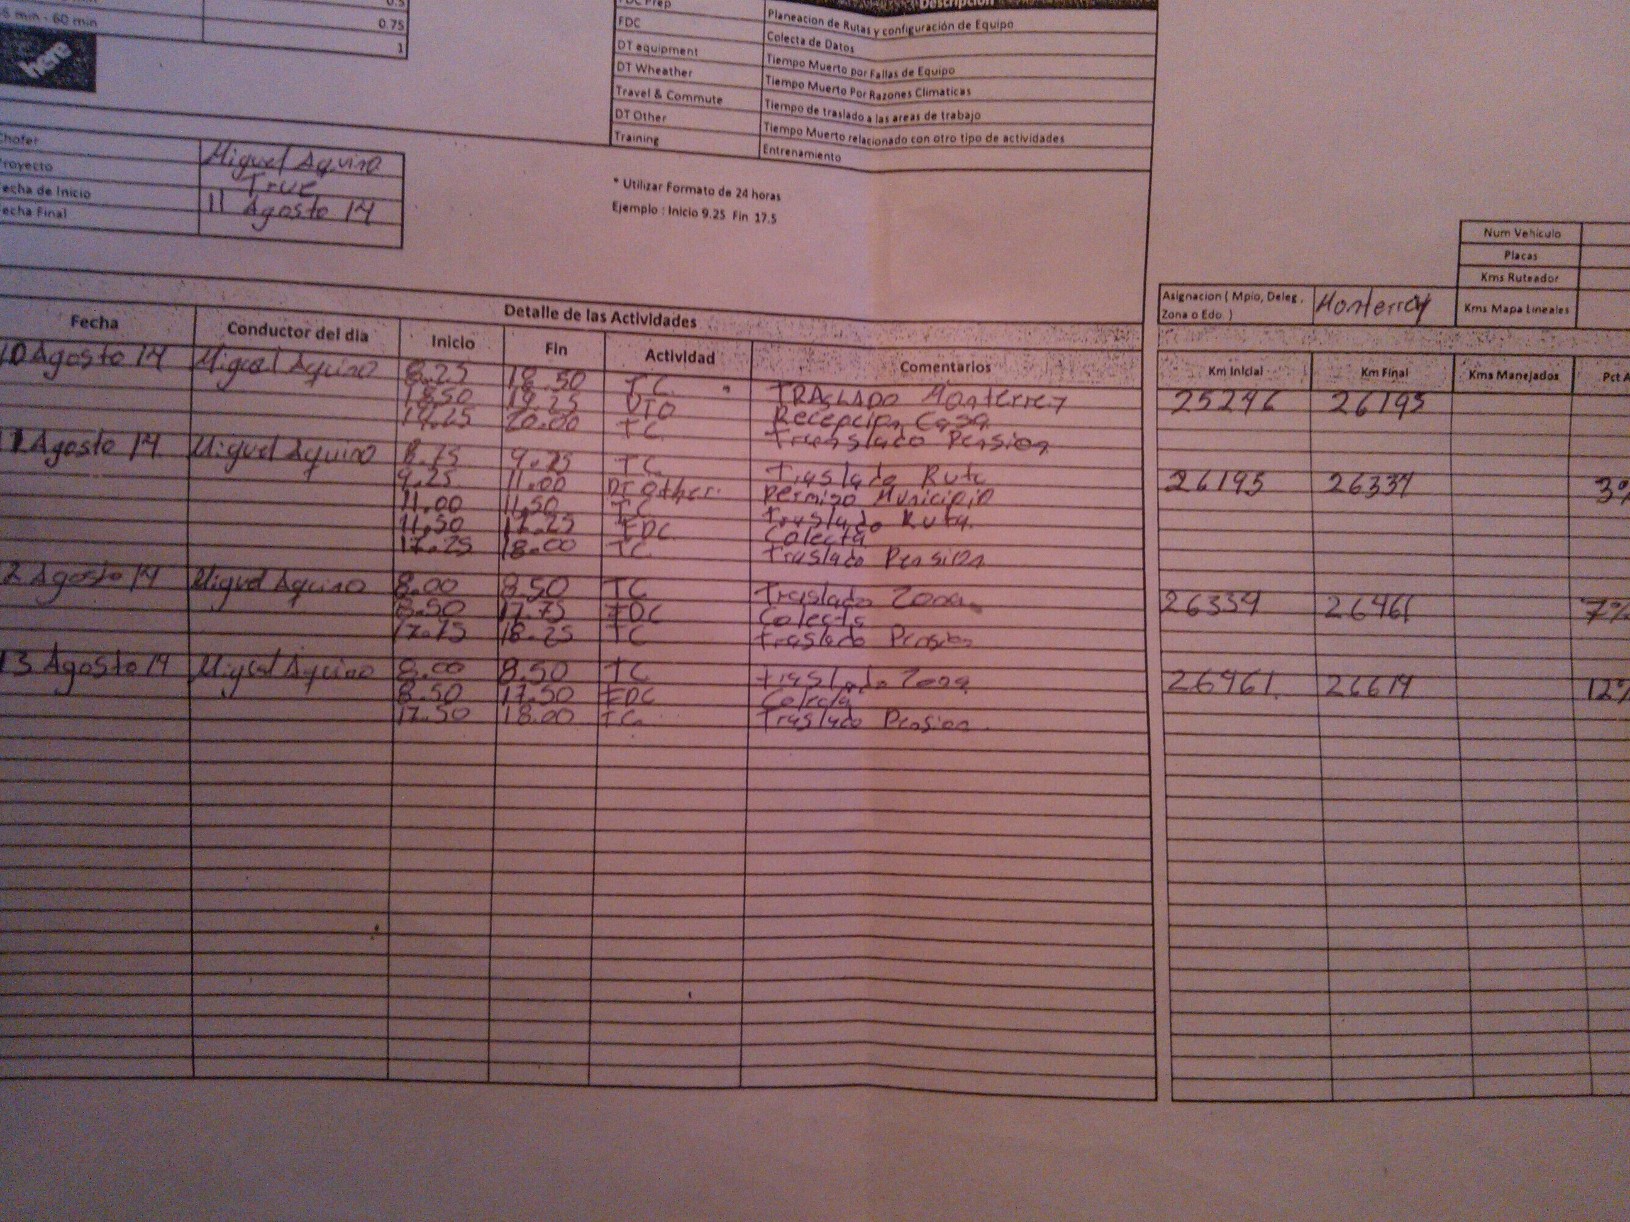 0.5
5 min - 60 min 0.75
1
here
Descripcion
FDC Prep Planeacion de Rutas y configuración de Equipo
FDC Colecta de Datos
DT equipment Tiempo Muerto por Fallas de Equipo
DT Wheather Tiempo Muerto Por Razones Climaticas
Travel & Commute Tiempo de traslado a las areas de trabajo
DT Other Tiempo Muerto relacionado con otro tipo de actividades
Training Entrenamiento
Chofer Miguel Aquino
Proyecto True
Fecha de Inicio 11 Agosto 14
Fecha Final
* Utilizar Formato de 24 horas
Ejemplo : Inicio 9.25 Fin 17.5
Num Vehiculo
Placas
Kms Ruteador
Kms Mapa Lineales
Asignacion ( Mpio, Deleg,
Zona o Edo ) Monterrey
Detalle de las Actividades
Fecha Conductor del dia Inicio Fin Actividad Comentarios Km Inicial Km Final Kms Manejados Pct A
10 Agosto 14 Miguel Aquino 8.25 18.50 TC TRASLADO Monterrey 26195
18.50 19.25 DTO Recepcion Casa
19.25 20.00 TC Pension
11 Agosto 14 Miguel Aquino 9.25 TC Traslado Ruta 26195 26334 3%
9.25 11.00 DT Other. Permiso Municipio
11.00 11.50 TC Traslado Ruta
11.50 17.25 FDC Colecta
17.25 18.00 TC Traslado Pension
2 Agosto 14 Miguel Aquino 8.00 8.50 TC Traslado Zona 26334 26461 7%
8.50 17.75 FDC Colecta
17.75 18.25 TC Traslado Pension
13 Agosto 14 Miguel Aquino 8.00 8.50 TC Traslado Zona 26461 26614 12%
8.50 17.50 FDC Colecta
17.50 18.00 TC Traslado Pension